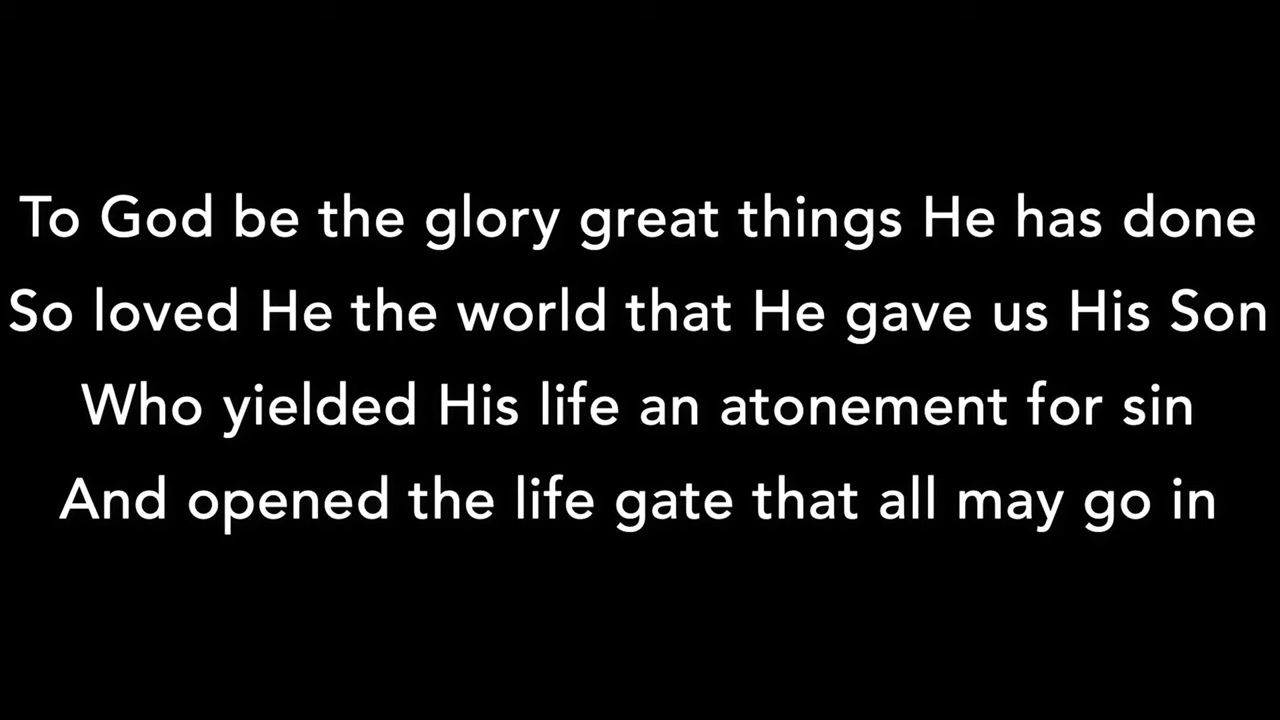 To God be the glory great things He has done
So loved He the world that He gave us His Son
Who yielded His life an atonement for sin
And opened the life gate that all may go in